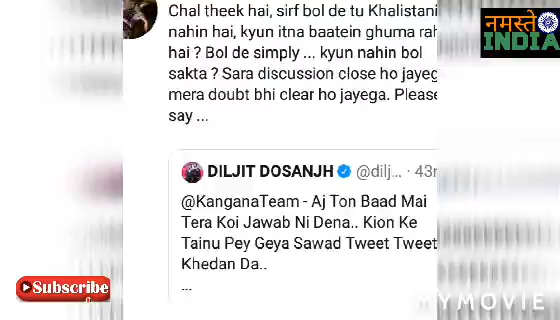 Chal theek hai, sirf bol de tu Khalistani
nahin hai, kyun itna baatein ghuma rah
hai ? Bol de simply ... kyun nahin bol
sakta ? Sara discussion close ho jayeg
mera doubt bhi clear ho jayega. Please
say ...
नमस्ते
INDIA
DILJIT DOSANJH @dilj... · 43m
@KanganaTeam - Aj Ton Baad Mai
Tera Koi Jawab Ni Dena.. Kion Ke
Tainu Pey Geya Sawad Tweet Tweet
Khedan Da..
...
Subscribe
MYMOVIE